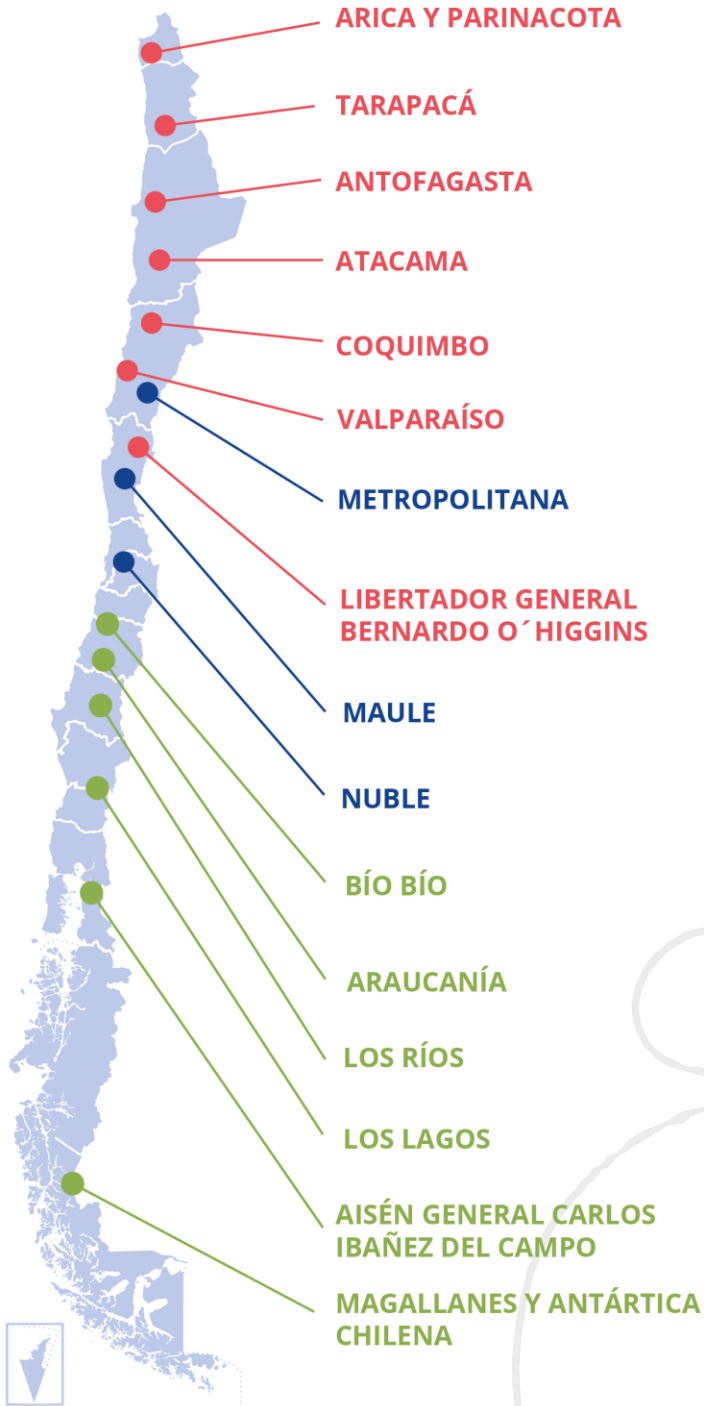 ARICA Y PARINACOTA
TARAPACÁ
ANTOFAGASTA
ATACAMA
COQUIMBO
VALPARAÍSO
METROPOLITANA
LIBERTADOR GENERAL
BERNARDO O´HIGGINS
MAULE
NUBLE
BÍO BÍO
ARAUCANÍA
LOS RÍOS
LOS LAGOS
AISÉN GENERAL CARLOS
IBAÑEZ DEL CAMPO
MAGALLANES Y ANTÁRTICA
CHILENA